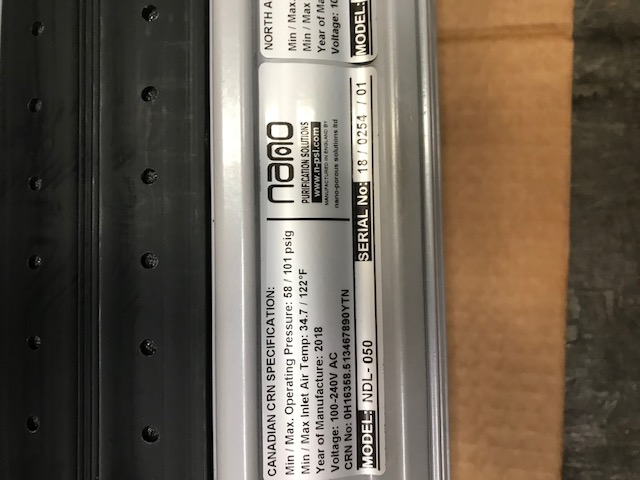 CANADIAN CRN SPECIFICATION:
Min / Max. Operating Pressure: 58 / 101 psig
Min / Max Inlet Air Temp: 34.7 / 122°F
Year of Manufacture: 2018
Voltage: 100-240V AC
CRN No: 0H16358.513467890YTN
MODEL: NDL- 050
nano
PURIFICATION SOLUTIONS
www.n-psi.com
MANUFACTURED IN ENGLAND BY
nano-porous solutions ltd
SERIAL No: 18 / 0254 / 01
NORTH A
Min / Max.
Min / Max
Year of Ma
Voltage: 10
MODEL: